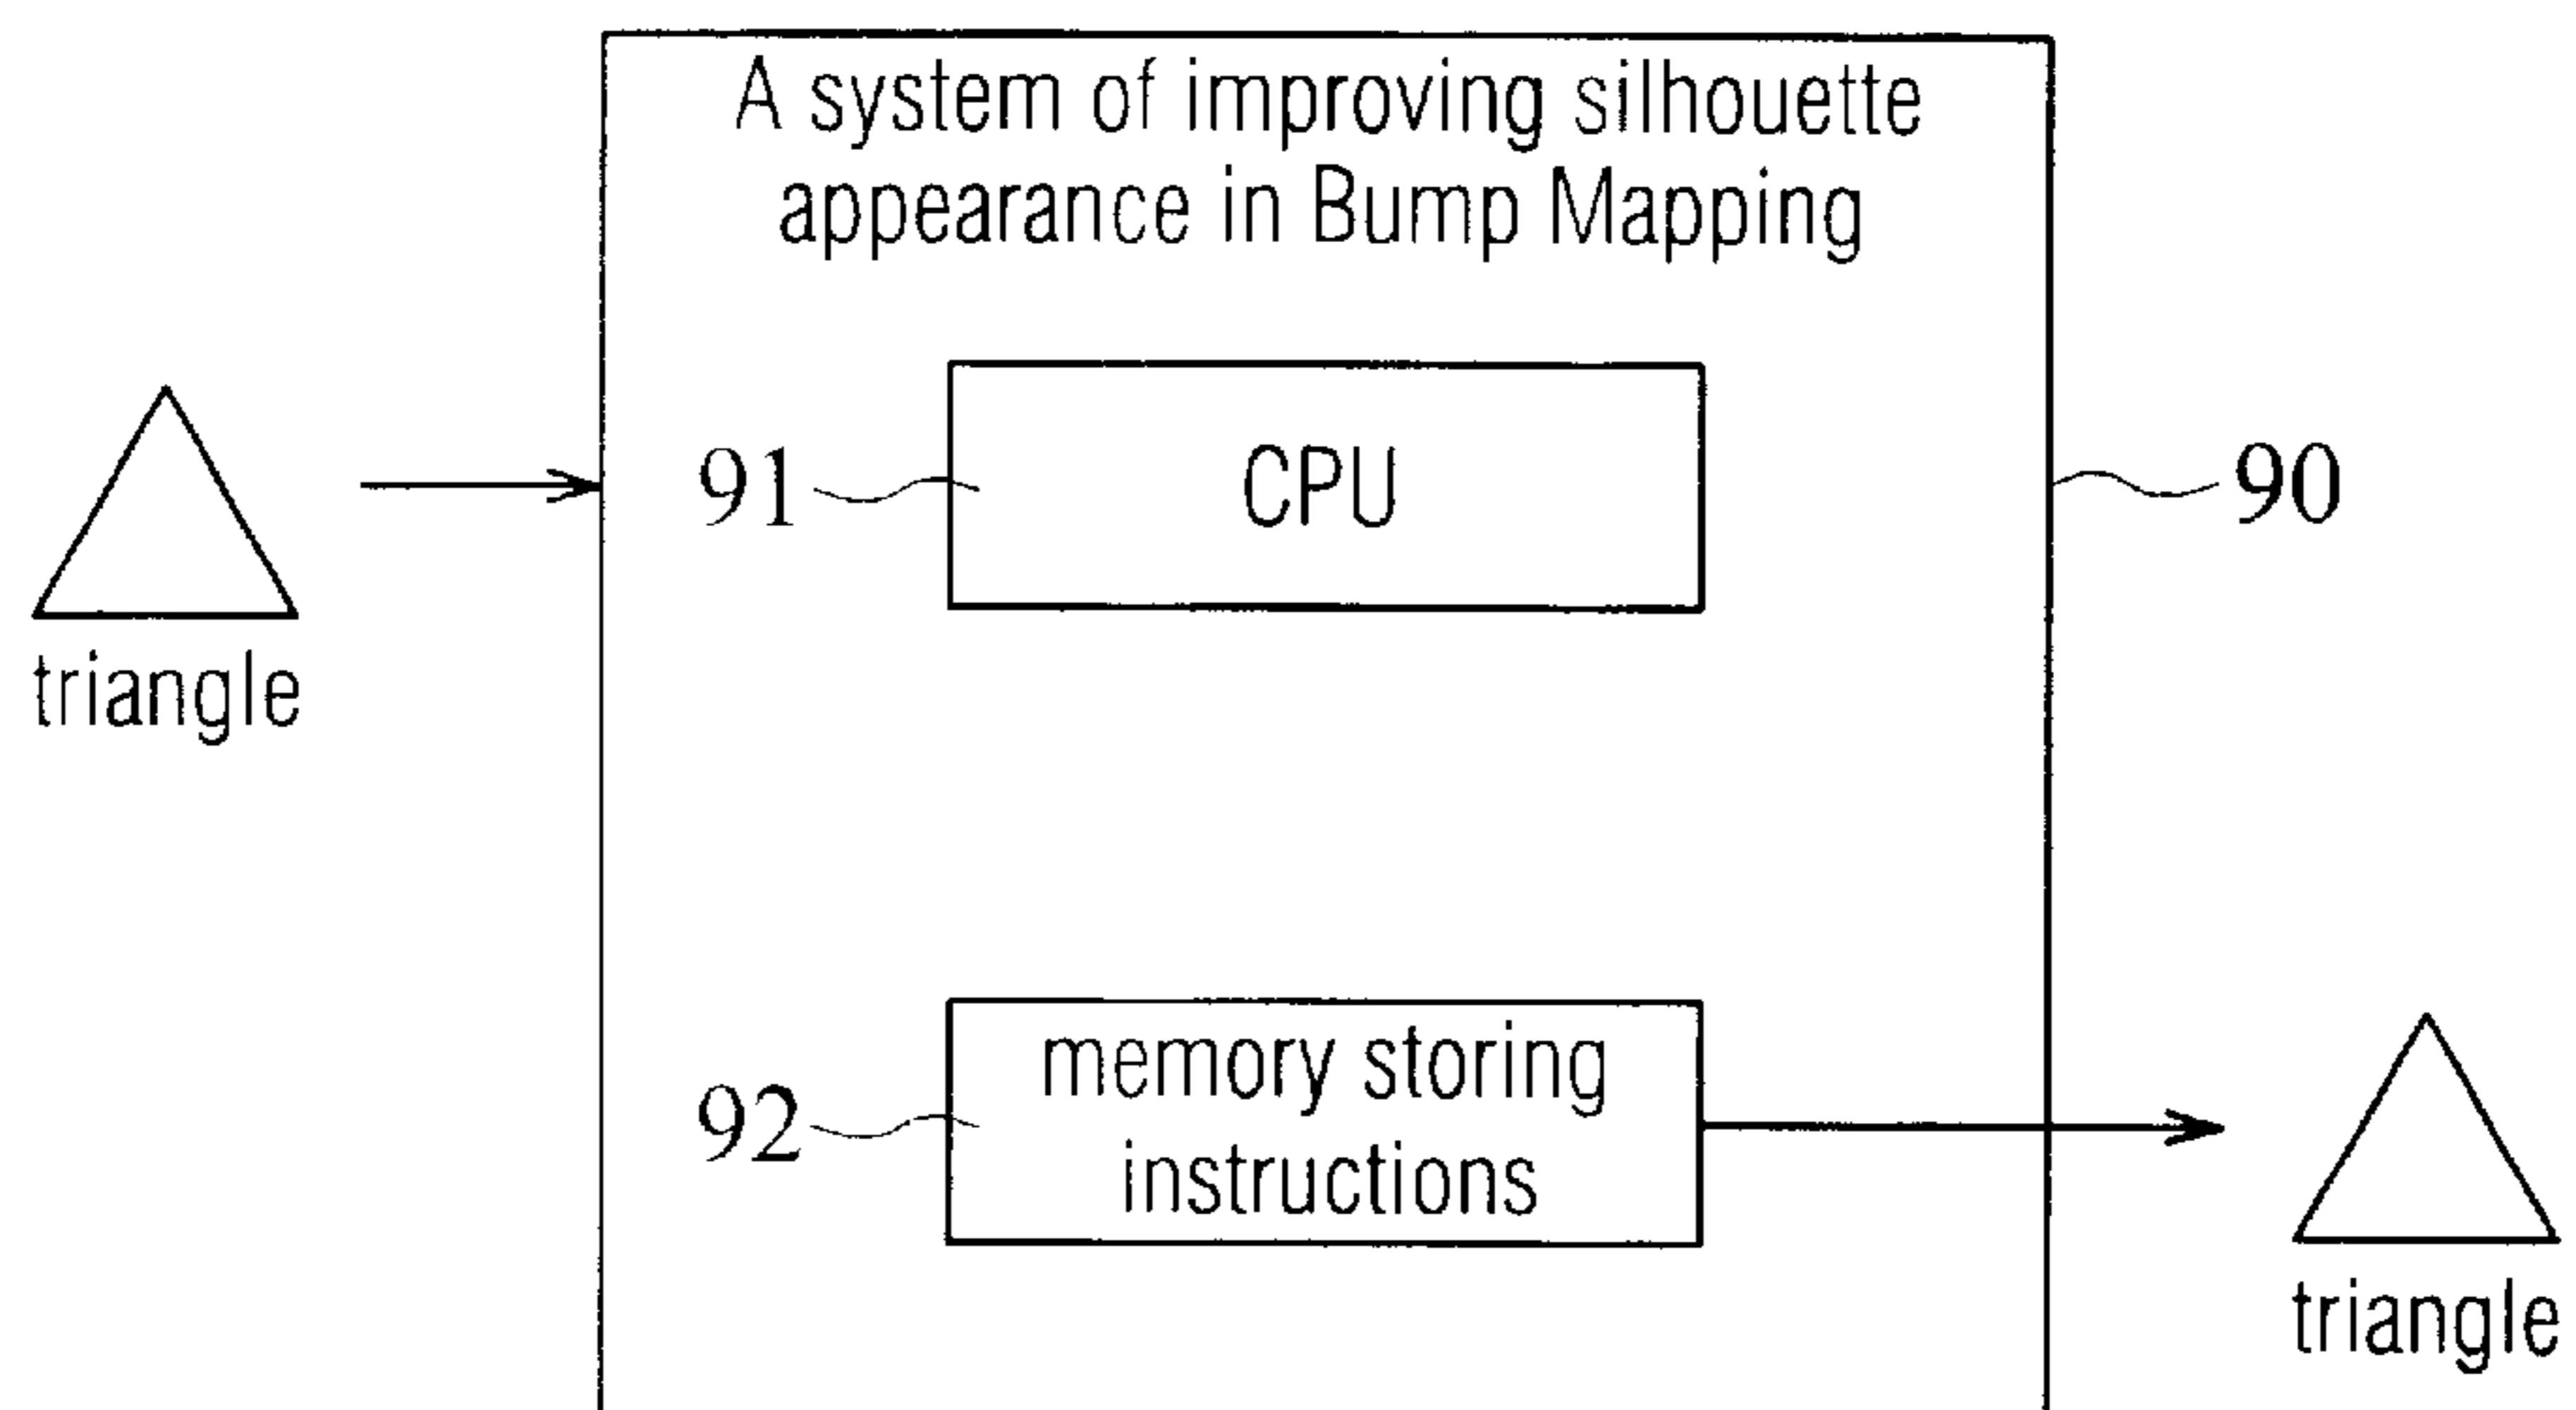 A system of improving silhouette
appearance in Bump Mapping
91
CPU
90
triangle
92
memory storing
instructions
triangle